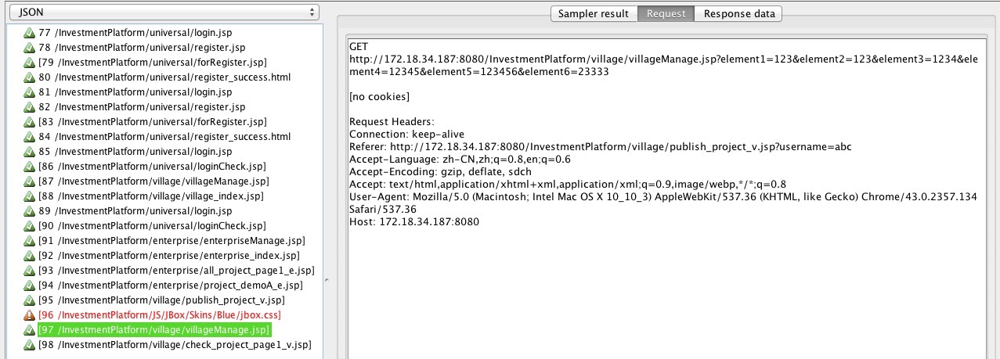 JSON
77 /InvestmentPlatform/universal/login.jsp
78 /InvestmentPlatform/universal/register.jsp
[79 /InvestmentPlatform/universal/forRegister.jsp]
80 /InvestmentPlatform/universal/register_success.html
81 /InvestmentPlatform/universal/login.jsp
82 /InvestmentPlatform/universal/register.jsp
[83 /InvestmentPlatform/universal/forRegister.jsp]
84 /InvestmentPlatform/universal/register_success.html
85 /InvestmentPlatform/universal/login.jsp
[86 /InvestmentPlatform/universal/loginCheck.jsp]
[87 /InvestmentPlatform/village/villageManage.jsp]
[88 /InvestmentPlatform/village/village_index.jsp]
89 /InvestmentPlatform/universal/login.jsp
[90 /InvestmentPlatform/universal/loginCheck.jsp]
[91 /InvestmentPlatform/enterprise/enterpriseManage.jsp]
[92 /InvestmentPlatform/enterprise/enterprise_index.jsp]
[93 /InvestmentPlatform/enterprise/all_project_page1_e.jsp]
[94 /InvestmentPlatform/enterprise/project_demoA_e.jsp]
[95 /InvestmentPlatform/village/publish_project_v.jsp]
[96 /InvestmentPlatform/JS/JBox/Skins/Blue/jbox.css]
[97 /InvestmentPlatform/village/villageManage.jsp]
[98 /InvestmentPlatform/village/check_project_page1_v.jsp]
Sampler result Request Response data
GET
http://172.18.34.187:8080/InvestmentPlatform/village/villageManage.jsp?element1=123&element2=123&element3=1234&ele
ment4=12345&element5=123456&element6=23333
[no cookies]
Request Headers:
Connection: keep-alive
Referer: http://172.18.34.187:8080/InvestmentPlatform/village/publish_project_v.jsp?username=abc
Accept-Language: zh-CN,zh;q=0.8,en;q=0.6
Accept-Encoding: gzip, deflate, sdch
Accept: text/html,application/xhtml+xml,application/xml;q=0.9,image/webp,*/*;q=0.8
User-Agent: Mozilla/5.0 (Macintosh; Intel Mac OS X 10_10_3) AppleWebKit/537.36 (KHTML, like Gecko) Chrome/43.0.2357.134
Safari/537.36
Host: 172.18.34.187:8080